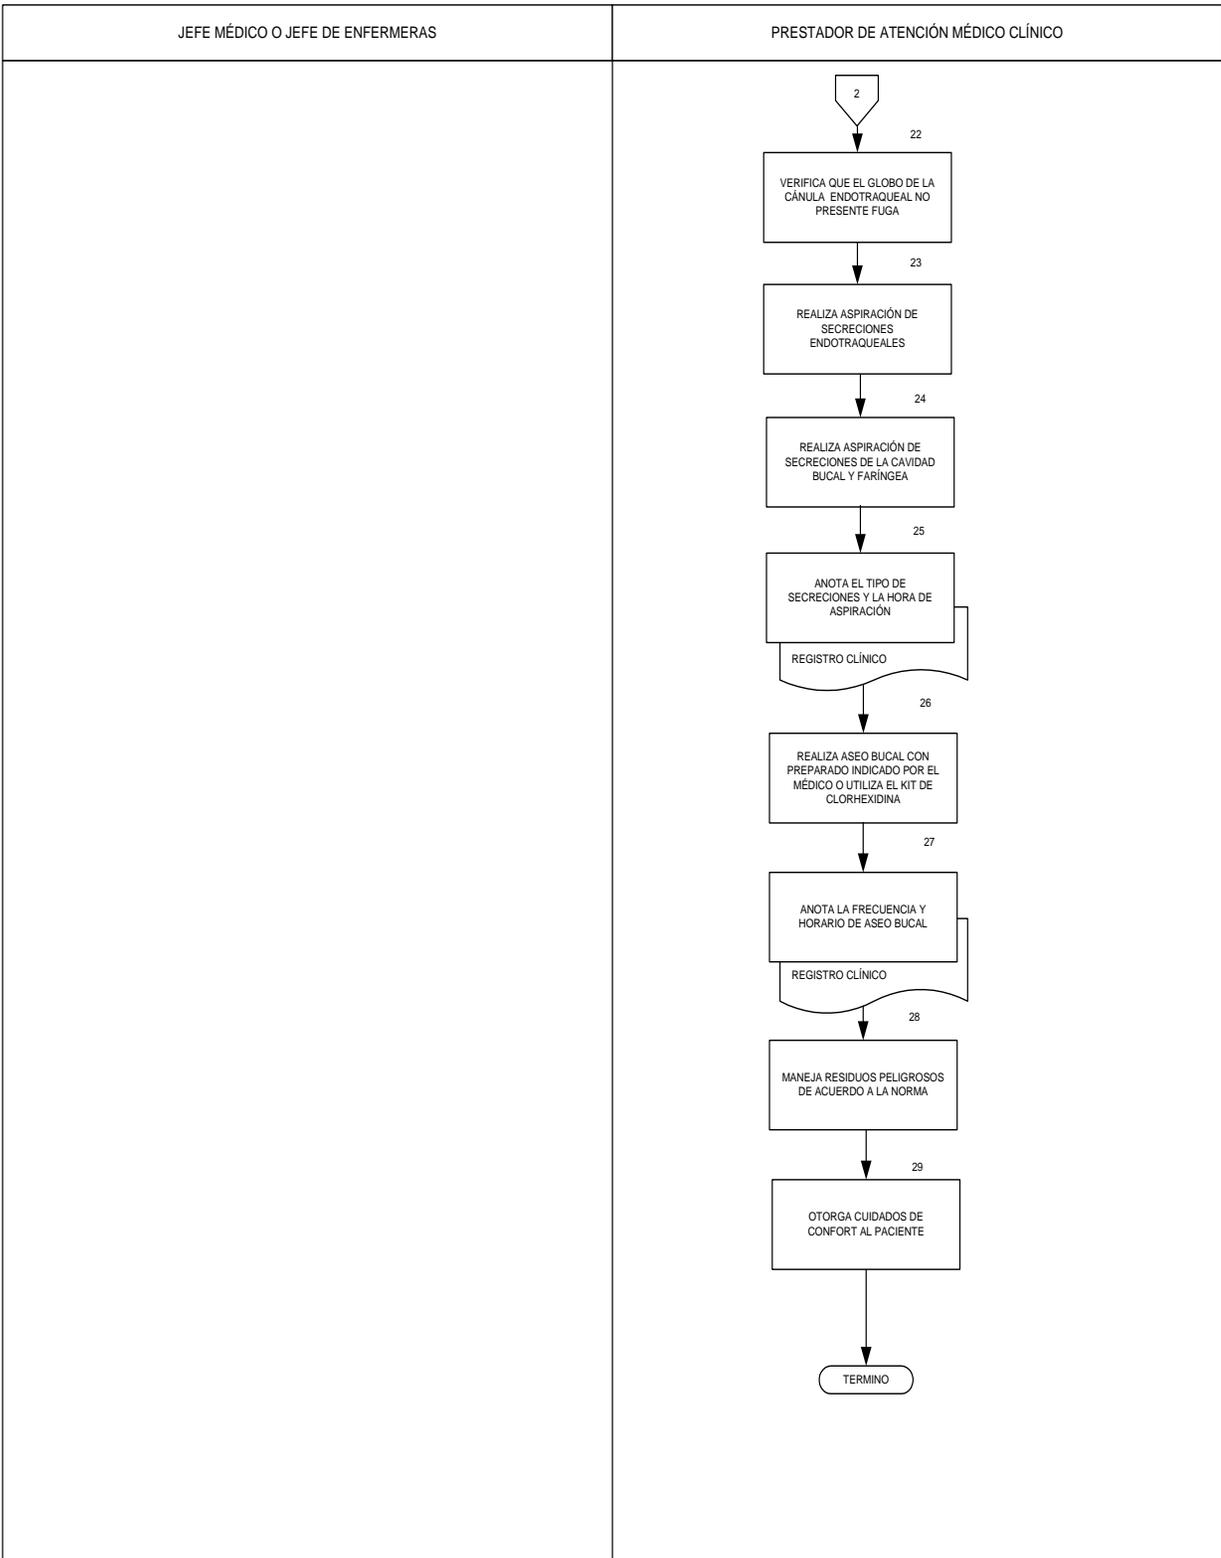 JEFE MÉDICO O JEFE DE ENFERMERAS
PRESTADOR DE ATENCIÓN MÉDICO CLÍNICO
2
22
VERIFICA QUE EL GLOBO DE LA
CÁNULA ENDOTRAQUEAL NO
PRESENTE FUGA
23
REALIZA ASPIRACIÓN DE
SECRECIONES
ENDOTRAQUEALES
24
REALIZA ASPIRACIÓN DE
SECRECIONES DE LA CAVIDAD
BUCAL Y FARÍNGEA
25
ANOTA EL TIPO DE
SECRECIONES Y LA HORA DE
ASPIRACIÓN
REGISTRO CLÍNICO
26
REALIZA ASEO BUCAL CON
PREPARADO INDICADO POR EL
MÉDICO O UTILIZA EL KIT DE
CLORHEXIDINA
27
ANOTA LA FRECUENCIA Y
HORARIO DE ASEO BUCAL
REGISTRO CLÍNICO
28
MANEJA RESIDUOS PELIGROSOS
DE ACUERDO A LA NORMA
29
OTORGA CUIDADOS DE
CONFORT AL PACIENTE
TERMINO